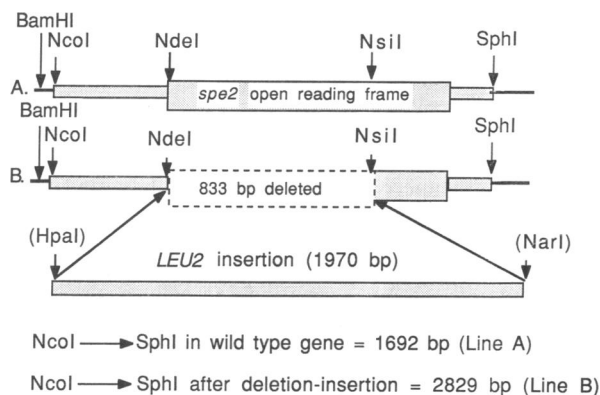 BamHI
NcoI NdeI NsiI SphI
A. spe2 open reading frame
BamHI
NcoI NdeI NsiI SphI
B. 833 bp deleted
(HpaI) LEU2 insertion (1970 bp) (NarI)
NcoI → SphI in wild type gene = 1692 bp (Line A)
NcoI → SphI after deletion-insertion = 2829 bp (Line B)